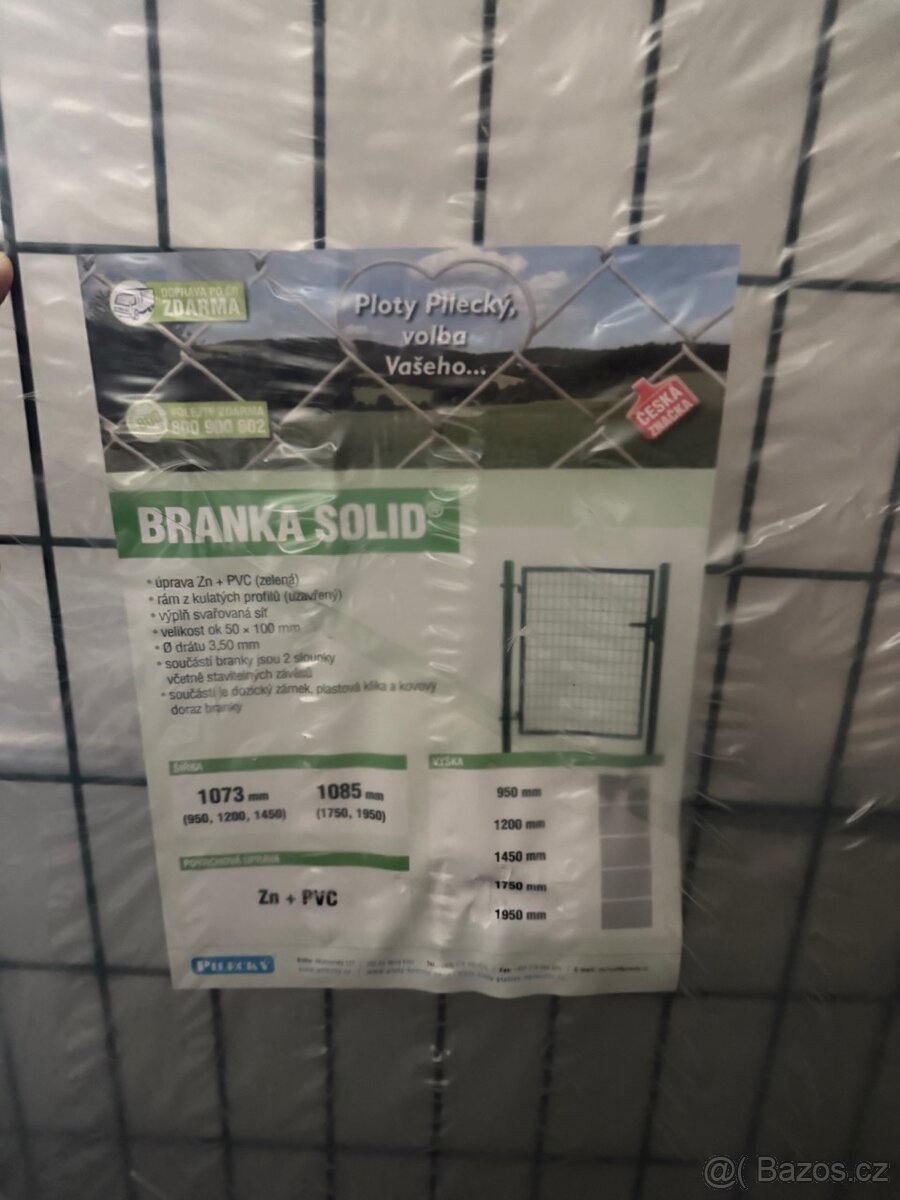 DOPRAVA PO ČR
ZDARMA
Ploty Pilecký,
volba
Vašeho...
VOLEJTE ZDARMA
800 900 802
ČESKÁ
ZNAČKA
BRANKA SOLID®
• úprava Zn + PVC (zelená)
• rám z kulatých profilů (uzavřený)
• výplň svařovaná síť
• velikost ok 50 × 100 mm
• Ø drátu 3,50 mm
• součástí branky jsou 2 sloupky
včetně stavitelných závěsů
• součástí je dozický zámek, plastová klika a kovový
doraz branky
ŠÍŘKA
1073 mm
(950, 1200, 1450)
1085 mm
(1750, 1950)
POVRCHOVÁ ÚPRAVA
Zn + PVC
VÝŠKA
950 mm
1200 mm
1450 mm
1750 mm
1950 mm
PILECKÝ
@( Bazos.cz